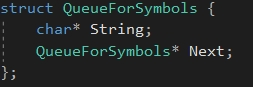 struct QueueForSymbols {
char* String;
QueueForSymbols* Next;
};